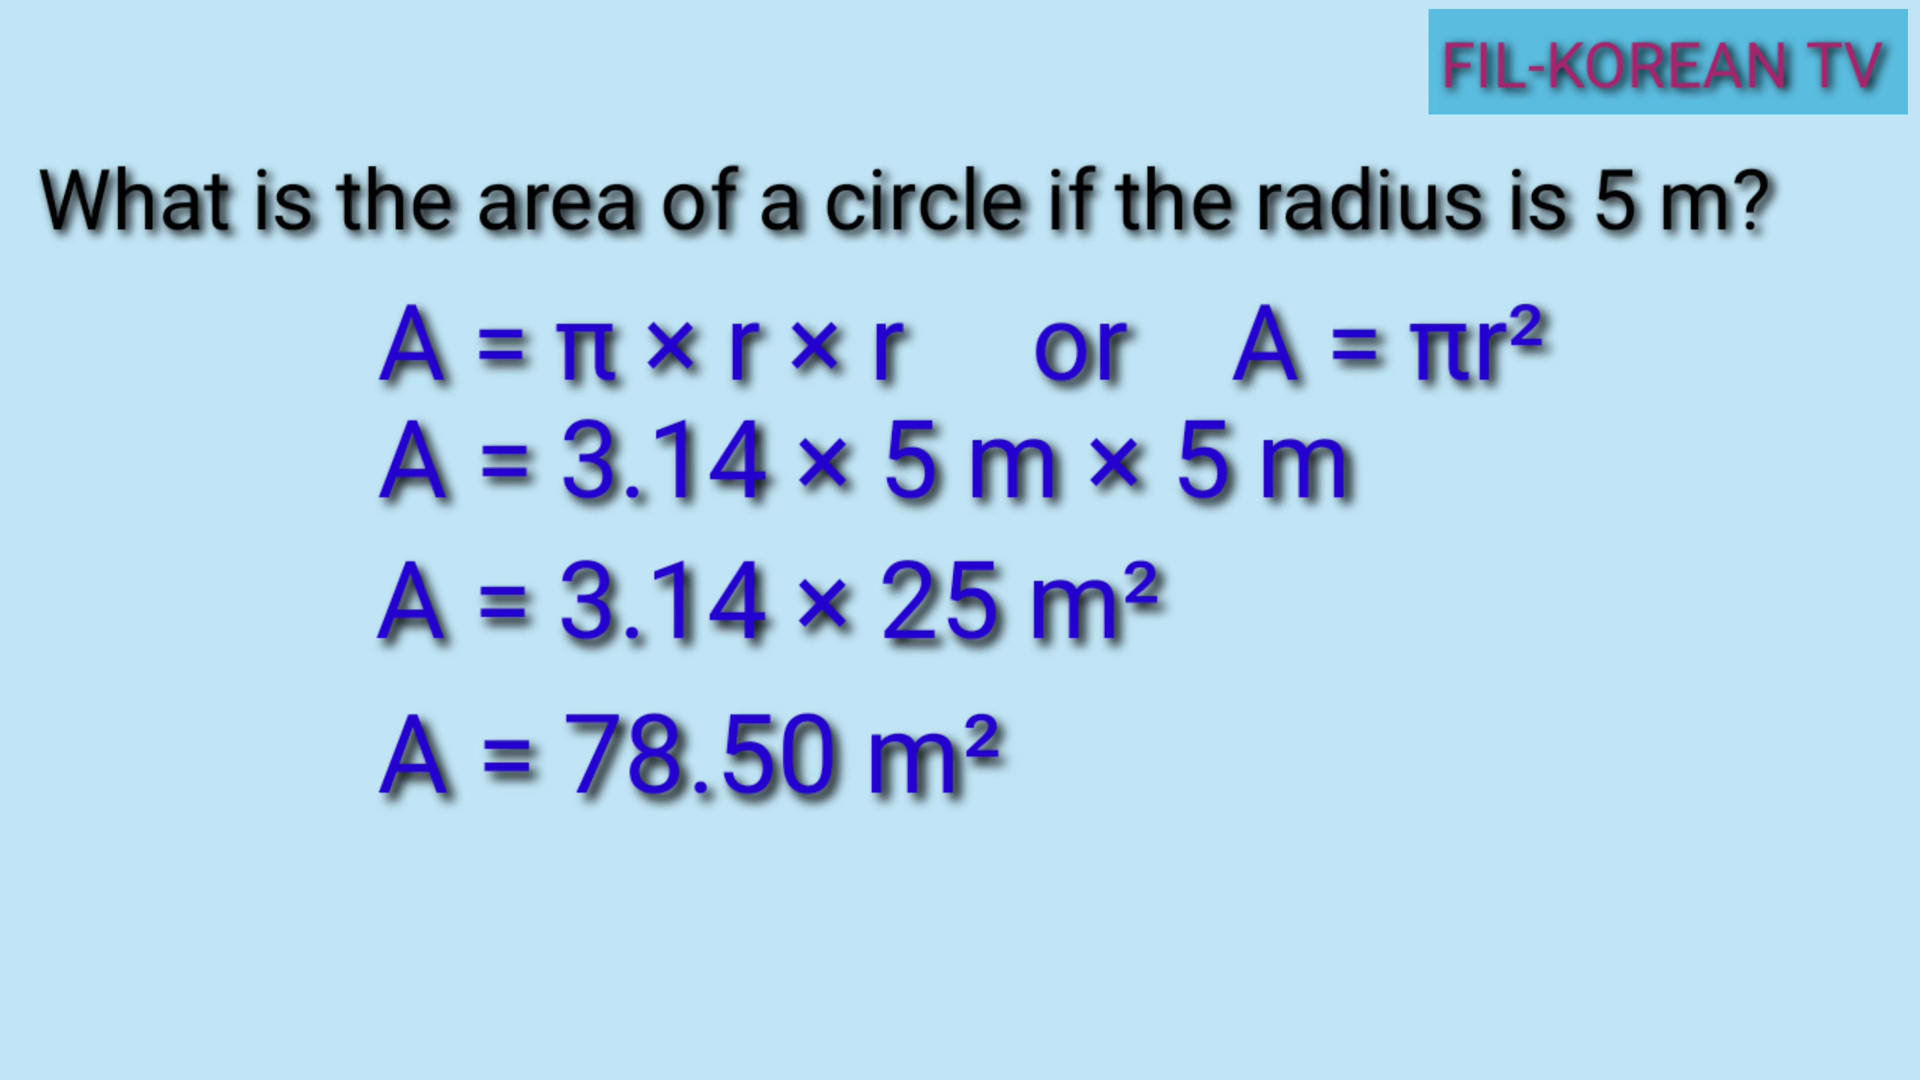 FIL-KOREAN TV
What is the area of a circle if the radius is 5 m?
A = π × r × r or A = πr²
A = 3.14 × 5 m × 5 m
A = 3.14 × 25 m²
A = 78.50 m²